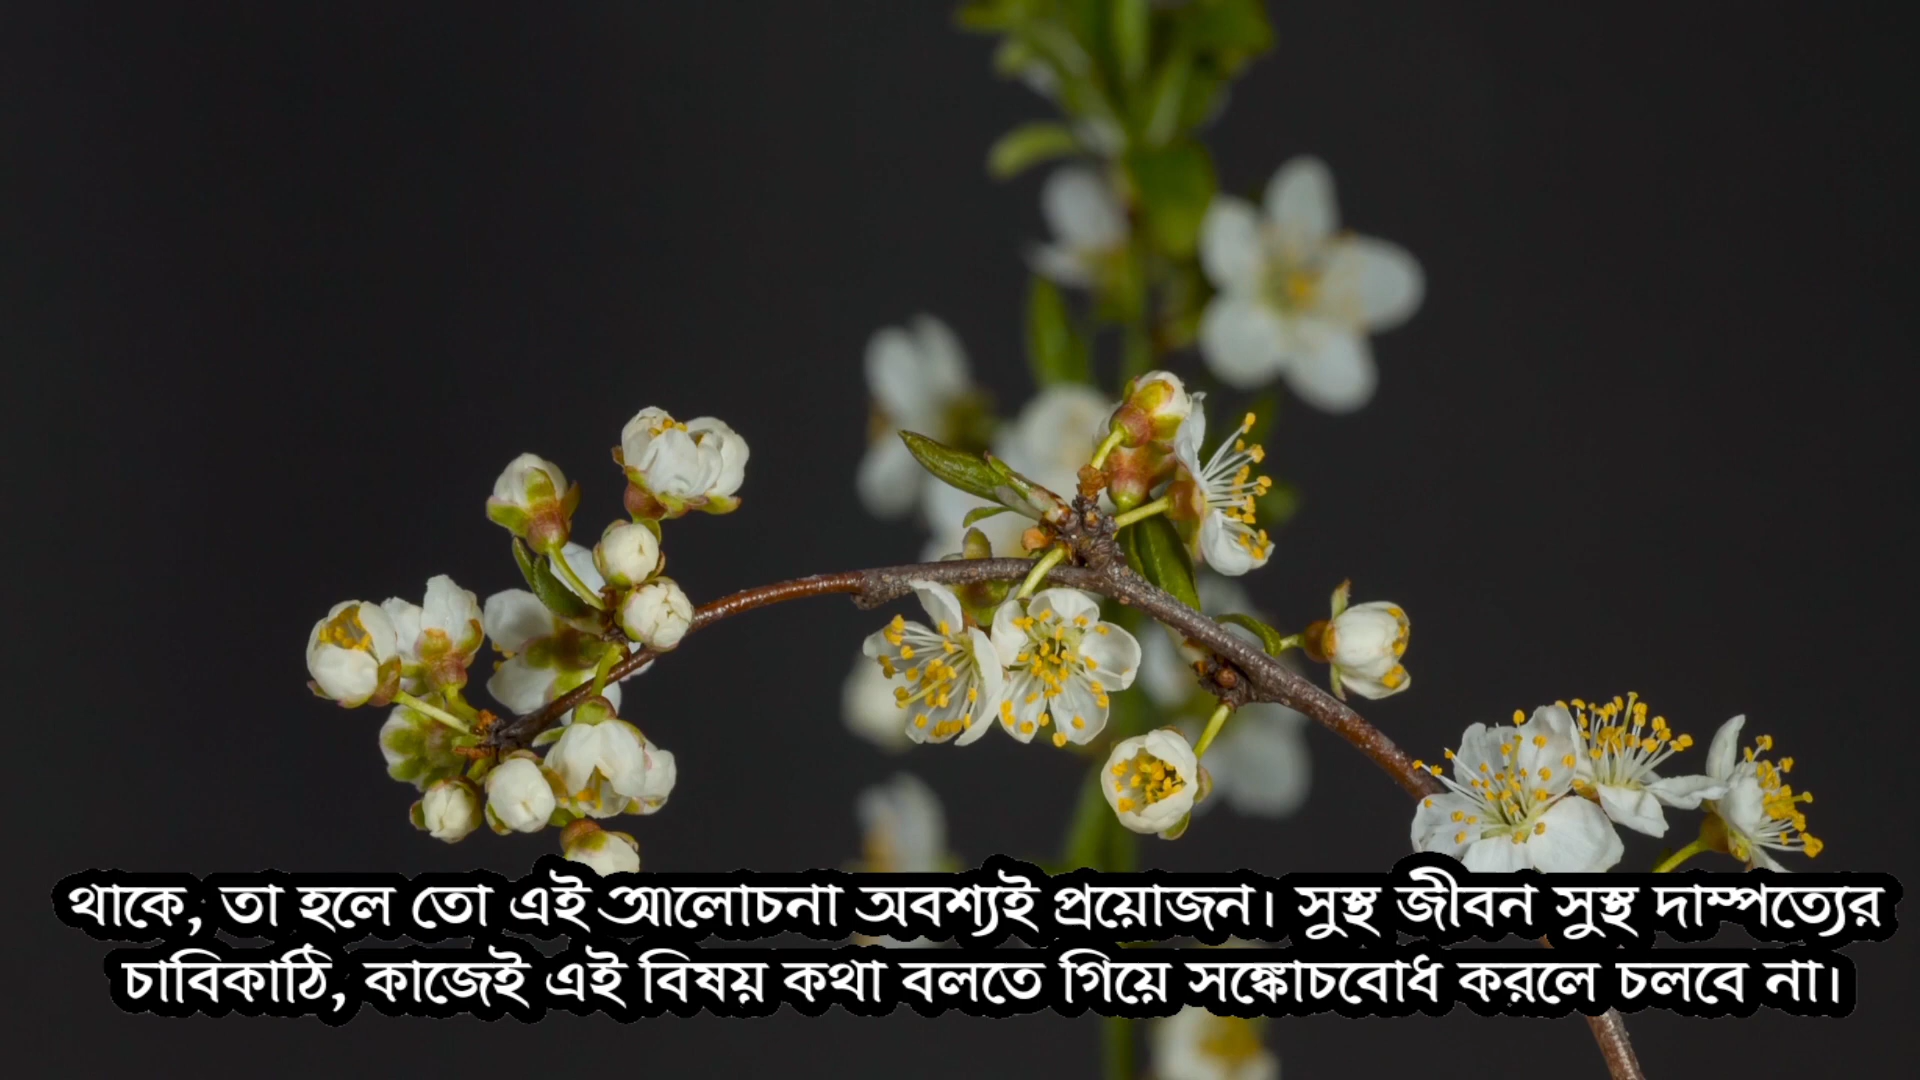 থাকে, তা হলে তো এই আলোচনা অবশ্যই প্রয়োজন। সুস্থ জীবন সুস্থ দাম্পত্যের
চাবিকাঠি, কাজেই এই বিষয় কথা বলতে গিয়ে সঙ্কোচবোধ করলে চলবে না।